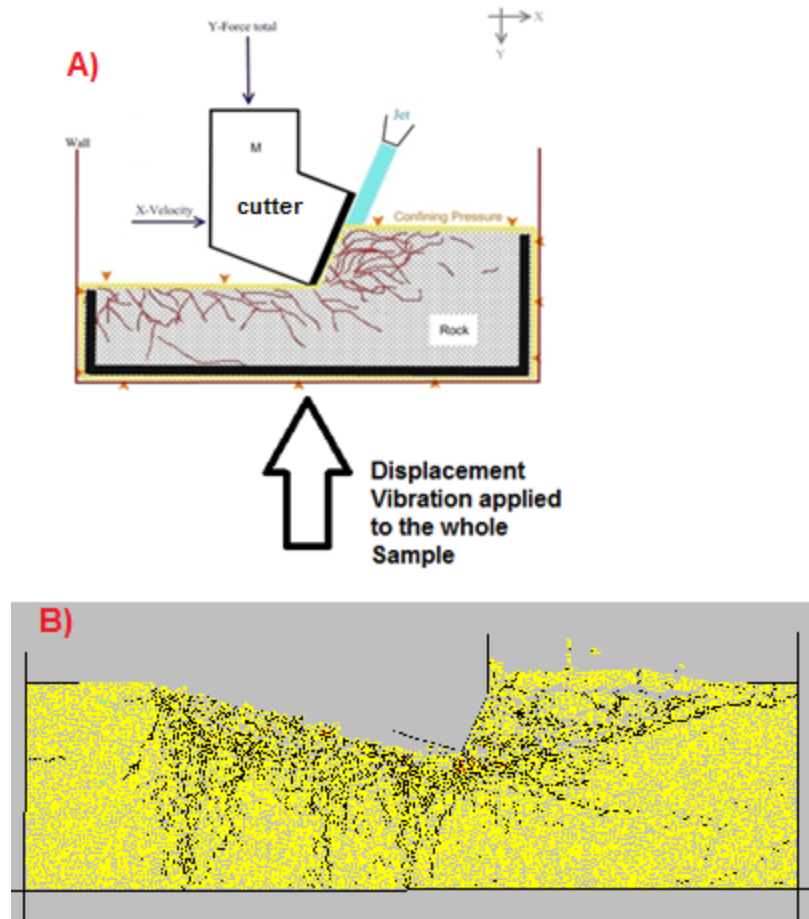 Y-Force total
X
Y
A)
Jet
Wall
M
cutter
X-Velocity
Confining Pressure
Rock
Displacement
Vibration applied
to the whole
Sample
B)